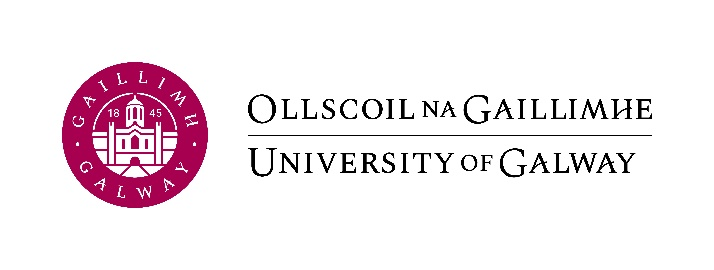 GAILLIMH
18 45
GALWAY
OLLSCOIL NA GAILLIMHE
UNIVERSITY OF GALWAY